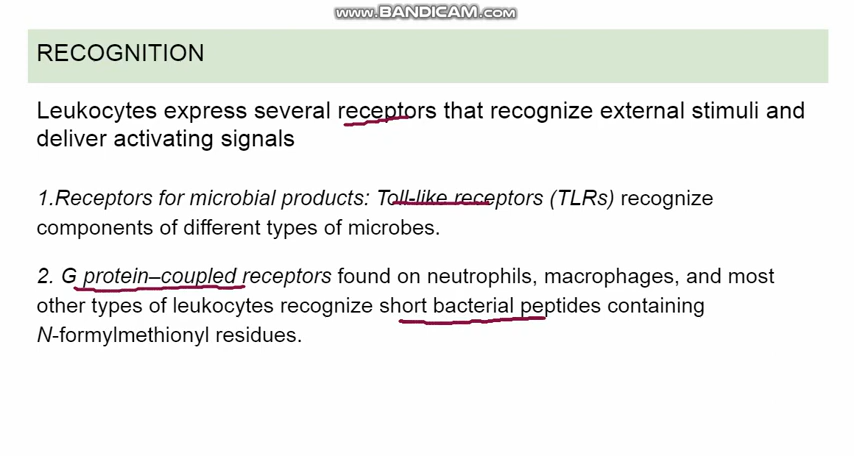 www.BANDICAM.com
RECOGNITION
Leukocytes express several receptors that recognize external stimuli and
deliver activating signals
1.Receptors for microbial products: Toll-like receptors (TLRs) recognize
components of different types of microbes.
2. G protein–coupled receptors found on neutrophils, macrophages, and most
other types of leukocytes recognize short bacterial peptides containing
N-formylmethionyl residues.